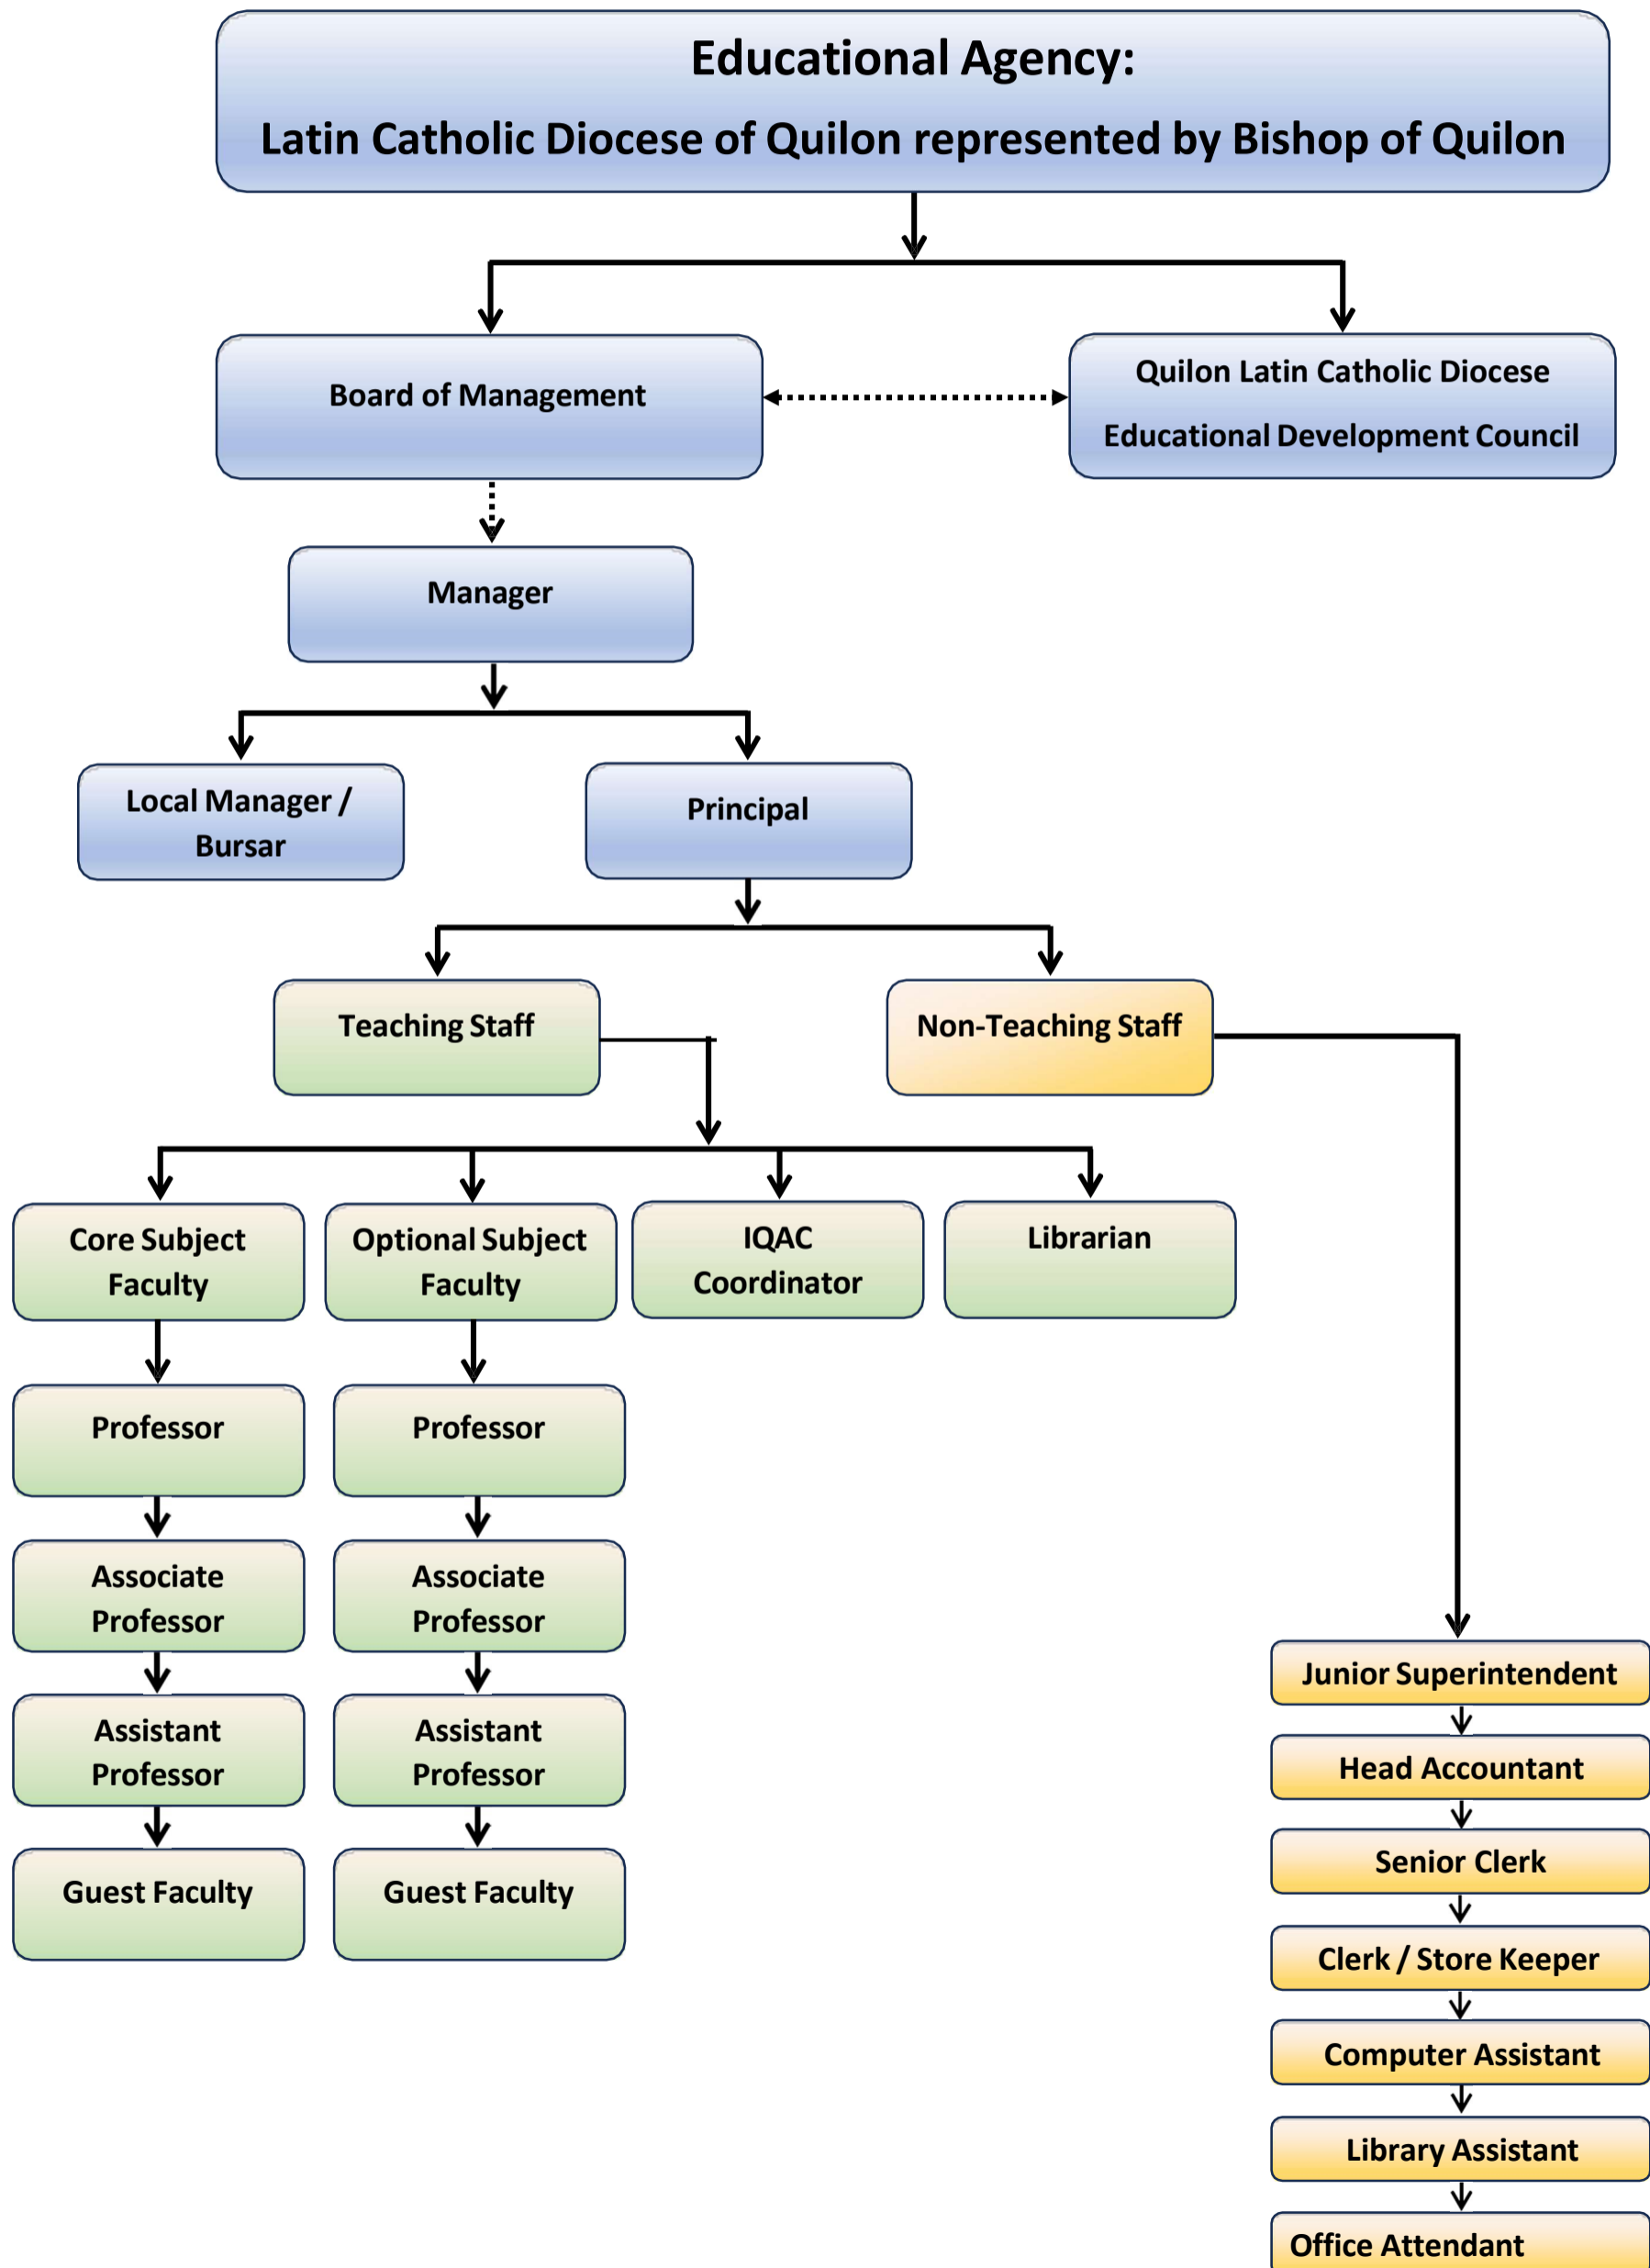 Educational Agency:
Latin Catholic Diocese of Quilon represented by Bishop of Quilon
Board of Management
Quilon Latin Catholic Diocese
Educational Development Council
Manager
Local Manager /
Bursar
Principal
Teaching Staff
Non-Teaching Staff
Core Subject
Faculty
Optional Subject
Faculty
IQAC
Coordinator
Librarian
Professor
Professor
Associate
Professor
Associate
Professor
Assistant
Professor
Assistant
Professor
Guest Faculty
Guest Faculty
Junior Superintendent
Head Accountant
Senior Clerk
Clerk / Store Keeper
Computer Assistant
Library Assistant
Office Attendant